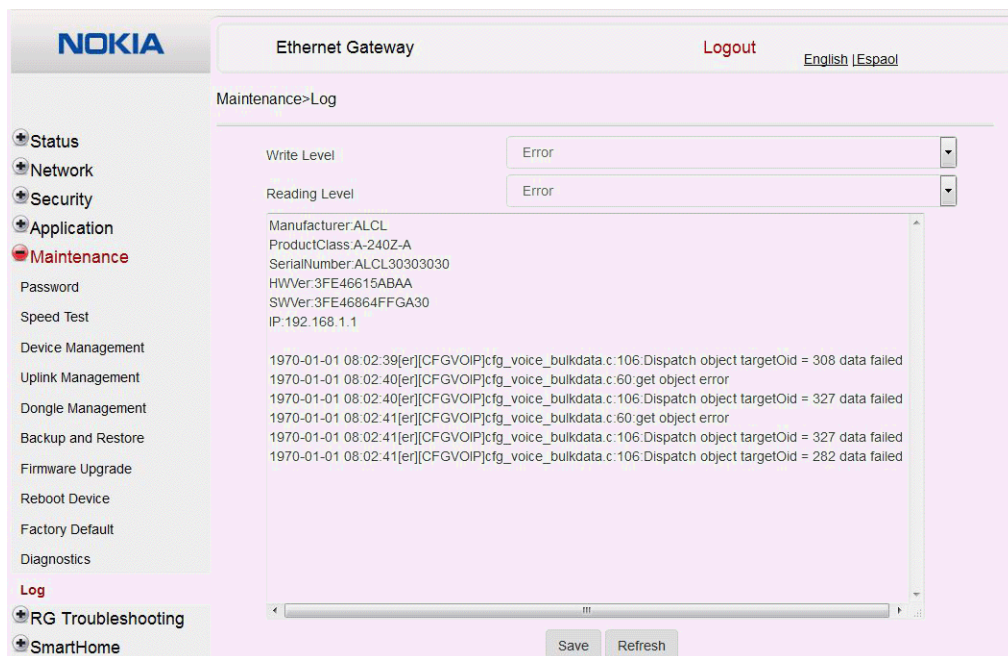 NOKIA
Ethernet Gateway
Logout
English |Espaol
Maintenance>Log
Status
Network
Security
Application
Maintenance
Password
Speed Test
Device Management
Uplink Management
Dongle Management
Backup and Restore
Firmware Upgrade
Reboot Device
Factory Default
Diagnostics
Log
RG Troubleshooting
SmartHome
Write Level
Error
Reading Level
Error
Manufacturer:ALCL
ProductClass:A-240Z-A
SerialNumber:ALCL30303030
HWVer:3FE46615ABAA
SWVer:3FE46864FFGA30
IP:192.168.1.1
1970-01-01 08:02:39[er][CFGVOIP]cfg_voice_bulkdata.c:106:Dispatch object targetOid = 308 data failed
1970-01-01 08:02:40[er][CFGVOIP]cfg_voice_bulkdata.c:60:get object error
1970-01-01 08:02:40[er][CFGVOIP]cfg_voice_bulkdata.c:106:Dispatch object targetOid = 327 data failed
1970-01-01 08:02:41[er][CFGVOIP]cfg_voice_bulkdata.c:60:get object error
1970-01-01 08:02:41[er][CFGVOIP]cfg_voice_bulkdata.c:106:Dispatch object targetOid = 327 data failed
1970-01-01 08:02:41[er][CFGVOIP]cfg_voice_bulkdata.c:106:Dispatch object targetOid = 282 data failed
Save
Refresh